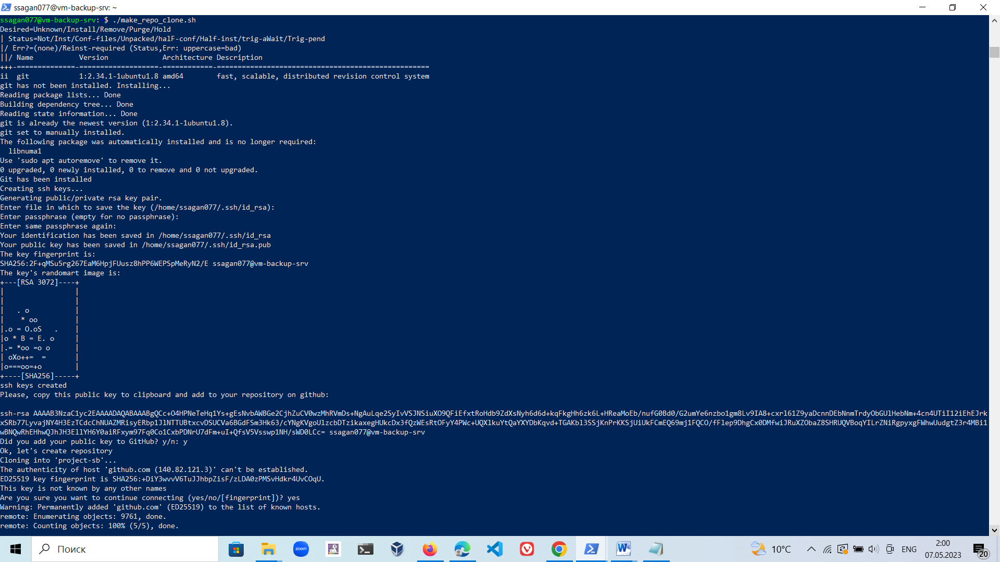 ssagan077@vm-backup-srv: ~
ssagan077@vm-backup-srv: $ ./make_repo_clone.sh
Desired=Unknown/Install/Remove/Purge/Hold
| Status=Not/Inst/Conf-files/Unpacked/halF-conf/Half-inst/trig-aWait/Trig-pend
|/ Err?=(none)/Reinst-required (Status,Err: uppercase=bad)
||/ Name           Version             Architecture Description
+++-==============-===================-============-===================================================
ii  git            1:2.34.1-1ubuntu1.8 amd64        fast, scalable, distributed revision control system
git has not been installed. Installing...
Reading package lists... Done
Building dependency tree... Done
Reading state information... Done
git is already the newest version (1:2.34.1-1ubuntu1.8).
git set to manually installed.
The following package was automatically installed and is no longer required:
  libnuma1
Use 'sudo apt autoremove' to remove it.
0 upgraded, 0 newly installed, 0 to remove and 0 not upgraded.
Git has been installed
Creating ssh keys...
Generating public/private rsa key pair.
Enter file in which to save the key (/home/ssagan077/.ssh/id_rsa):
Enter passphrase (empty for no passphrase):
Enter same passphrase again:
Your identification has been saved in /home/ssagan077/.ssh/id_rsa
Your public key has been saved in /home/ssagan077/.ssh/id_rsa.pub
The key fingerprint is:
SHA256:2F+qMSu5rg267EaM6HpjFUusz8hPP6WEPSpMeRyN2/E ssagan077@vm-backup-srv
The key's randomart image is:
+---[RSA 3072]----+
|                 |
|                 |
|   . o           |
|    * oo         |
|.o = O.oS   .    |
|o * B = E. o     |
|.= *oo =o o      |
| oXo++=  =       |
|o===oo=+o        |
+----[SHA256]-----+
ssh keys created
Please, copy this public key to clipboard and add to your repository on github:
ssh-rsa AAAAB3NzaC1yc2EAAAADAQABAAABgQCc+O4HPNeTeHq1Ys+gEsNvbAWBGe2CjhZuCV0wzMhRVmDs+NgAuLqe2SyIvVSJNSiuXO9QFiEfxtRoHdb9ZdXsNyh6d6d+kqFkgHh6zk6L+HReaMoEb/nufG0Bd0/G2umYe6nzbo1gm8Lv9IA8+cxrl61Z9yaDcnnDEbNnmTrdyObGUlHebNm+4cn4UTiI12iEhEJrk
xSRb77LyvajNY4H3EzTCdcChNUAZMRisyERbp1JlNTTUBtxcvDSUCVa6BGdFSm3Hk63/cYNgKVgoUlzcbDTzikaxegHUkcDx3fQzWEsRtOFyY4PWc+UQXlkuYtQaYXYDbKqvd+TGAKbl3SSjKnPrKKSjUiUkFCmEQ69mj1FQCO/fFlep9DhgCx0DMfwiJRuXZObaZ8SHRUQVBoqYILrZNiRgpyxgFWhwUudgtZ3r4MBi1
wBNQwRhEHhwQJhJH3EllYH6Y0aiRFxym97Fq0Co1CxbPDNrU7dFm+uI+QfsV5Vsswp1NH/sWD0LCc= ssagan077@vm-backup-srv
Did you add your public key to GitHub? y/n: y
Ok, let's create repository
Cloning into 'project-sb'...
The authenticity of host 'github.com (140.82.121.3)' can't be established.
ED25519 key fingerprint is SHA256:+DiY3wvvV6TuJJhbpZisF/zLDA0zPMSvHdkr4UvCOqU.
This key is not known by any other names
Are you sure you want to continue connecting (yes/no/[fingerprint])? yes
Warning: Permanently added 'github.com' (ED25519) to the list of known hosts.
remote: Enumerating objects: 9761, done.
remote: Counting objects: 100% (5/5), done.
Поиск
zoom
10°C
ENG
2:00
07.05.2023
20